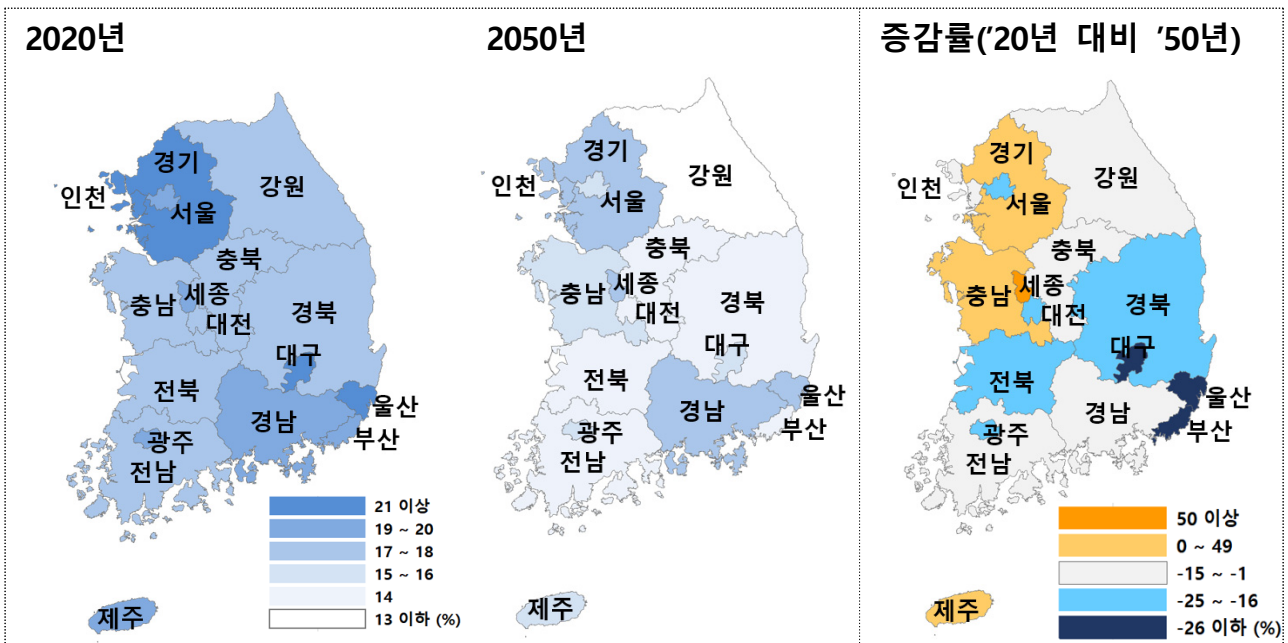 2020년
경기
인천
서울
강원
충북
충남
세종
대전
경북
대구
전북
경남
울산
부산
광주
전남
제주
21 이상
19 ~ 20
17 ~ 18
15 ~ 16
14
13 이하 (%)
2050년
경기
인천
서울
강원
충북
충남
세종
대전
경북
대구
전북
경남
울산
부산
광주
전남
제주
증감률('20년 대비 '50년)
경기
인천
서울
강원
충북
충남
세종
대전
경북
대구
전북
경남
울산
부산
광주
전남
제주
50 이상
0 ~ 49
-15 ~ -1
-25 ~ -16
-26 이하 (%)